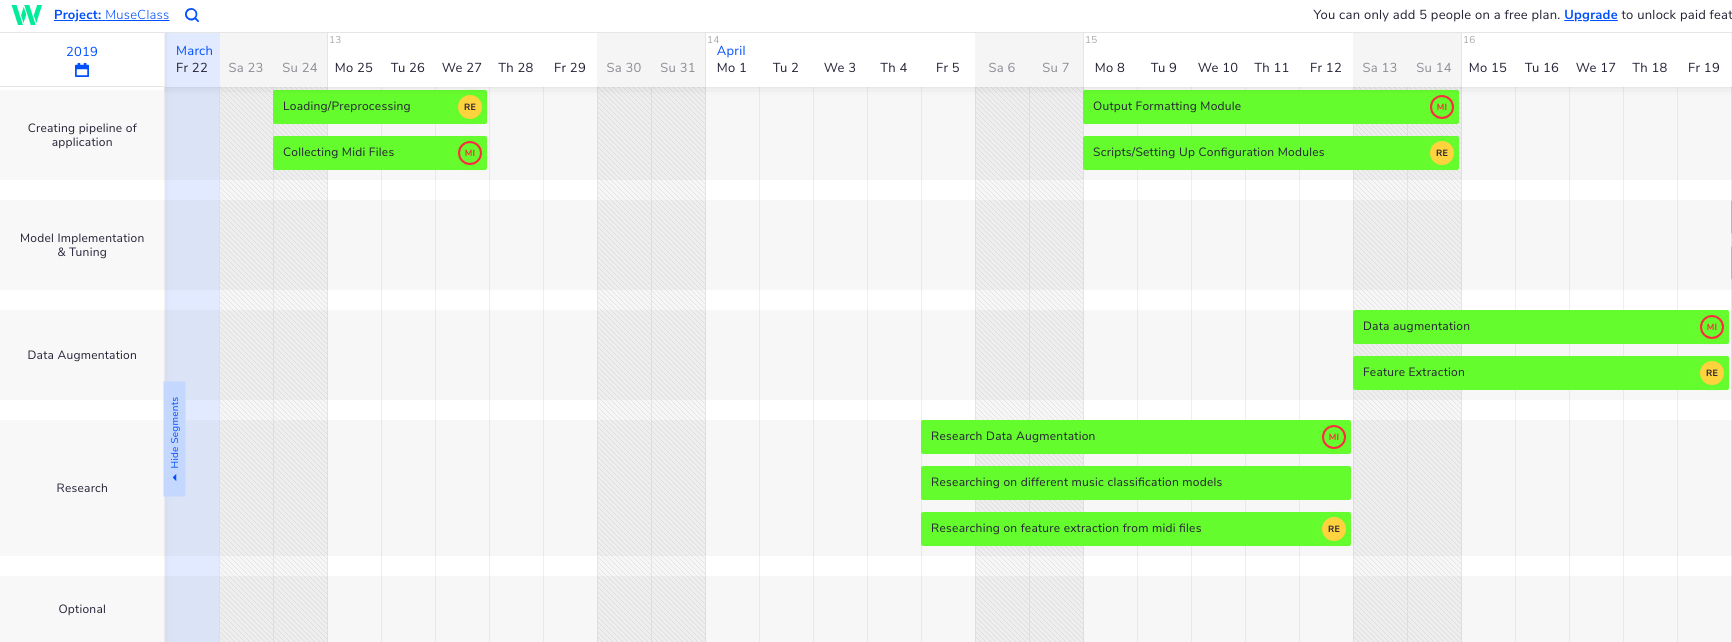 W Project: MuseClass
You can only add 5 people on a free plan. Upgrade to unlock paid feat
13 14 15 16
2019 March April
Fr 22 Sa 23 Su 24 Mo 25 Tu 26 We 27 Th 28 Fr 29 Sa 30 Su 31 Mo 1 Tu 2 We 3 Th 4 Fr 5 Sa 6 Su 7 Mo 8 Tu 9 We 10 Th 11 Fr 12 Sa 13 Su 14 Mo 15 Tu 16 We 17 Th 18 Fr 19
Creating pipeline of
application
Loading/Preprocessing RE
Output Formatting Module MI
Collecting Midi Files MI
Scripts/Setting Up Configuration Modules RE
Model Implementation
& Tuning
Data Augmentation
Data augmentation MI
Feature Extraction RE
Hide Segments
Research
Research Data Augmentation MI
Researching on different music classification models
Researching on feature extraction from midi files RE
Optional